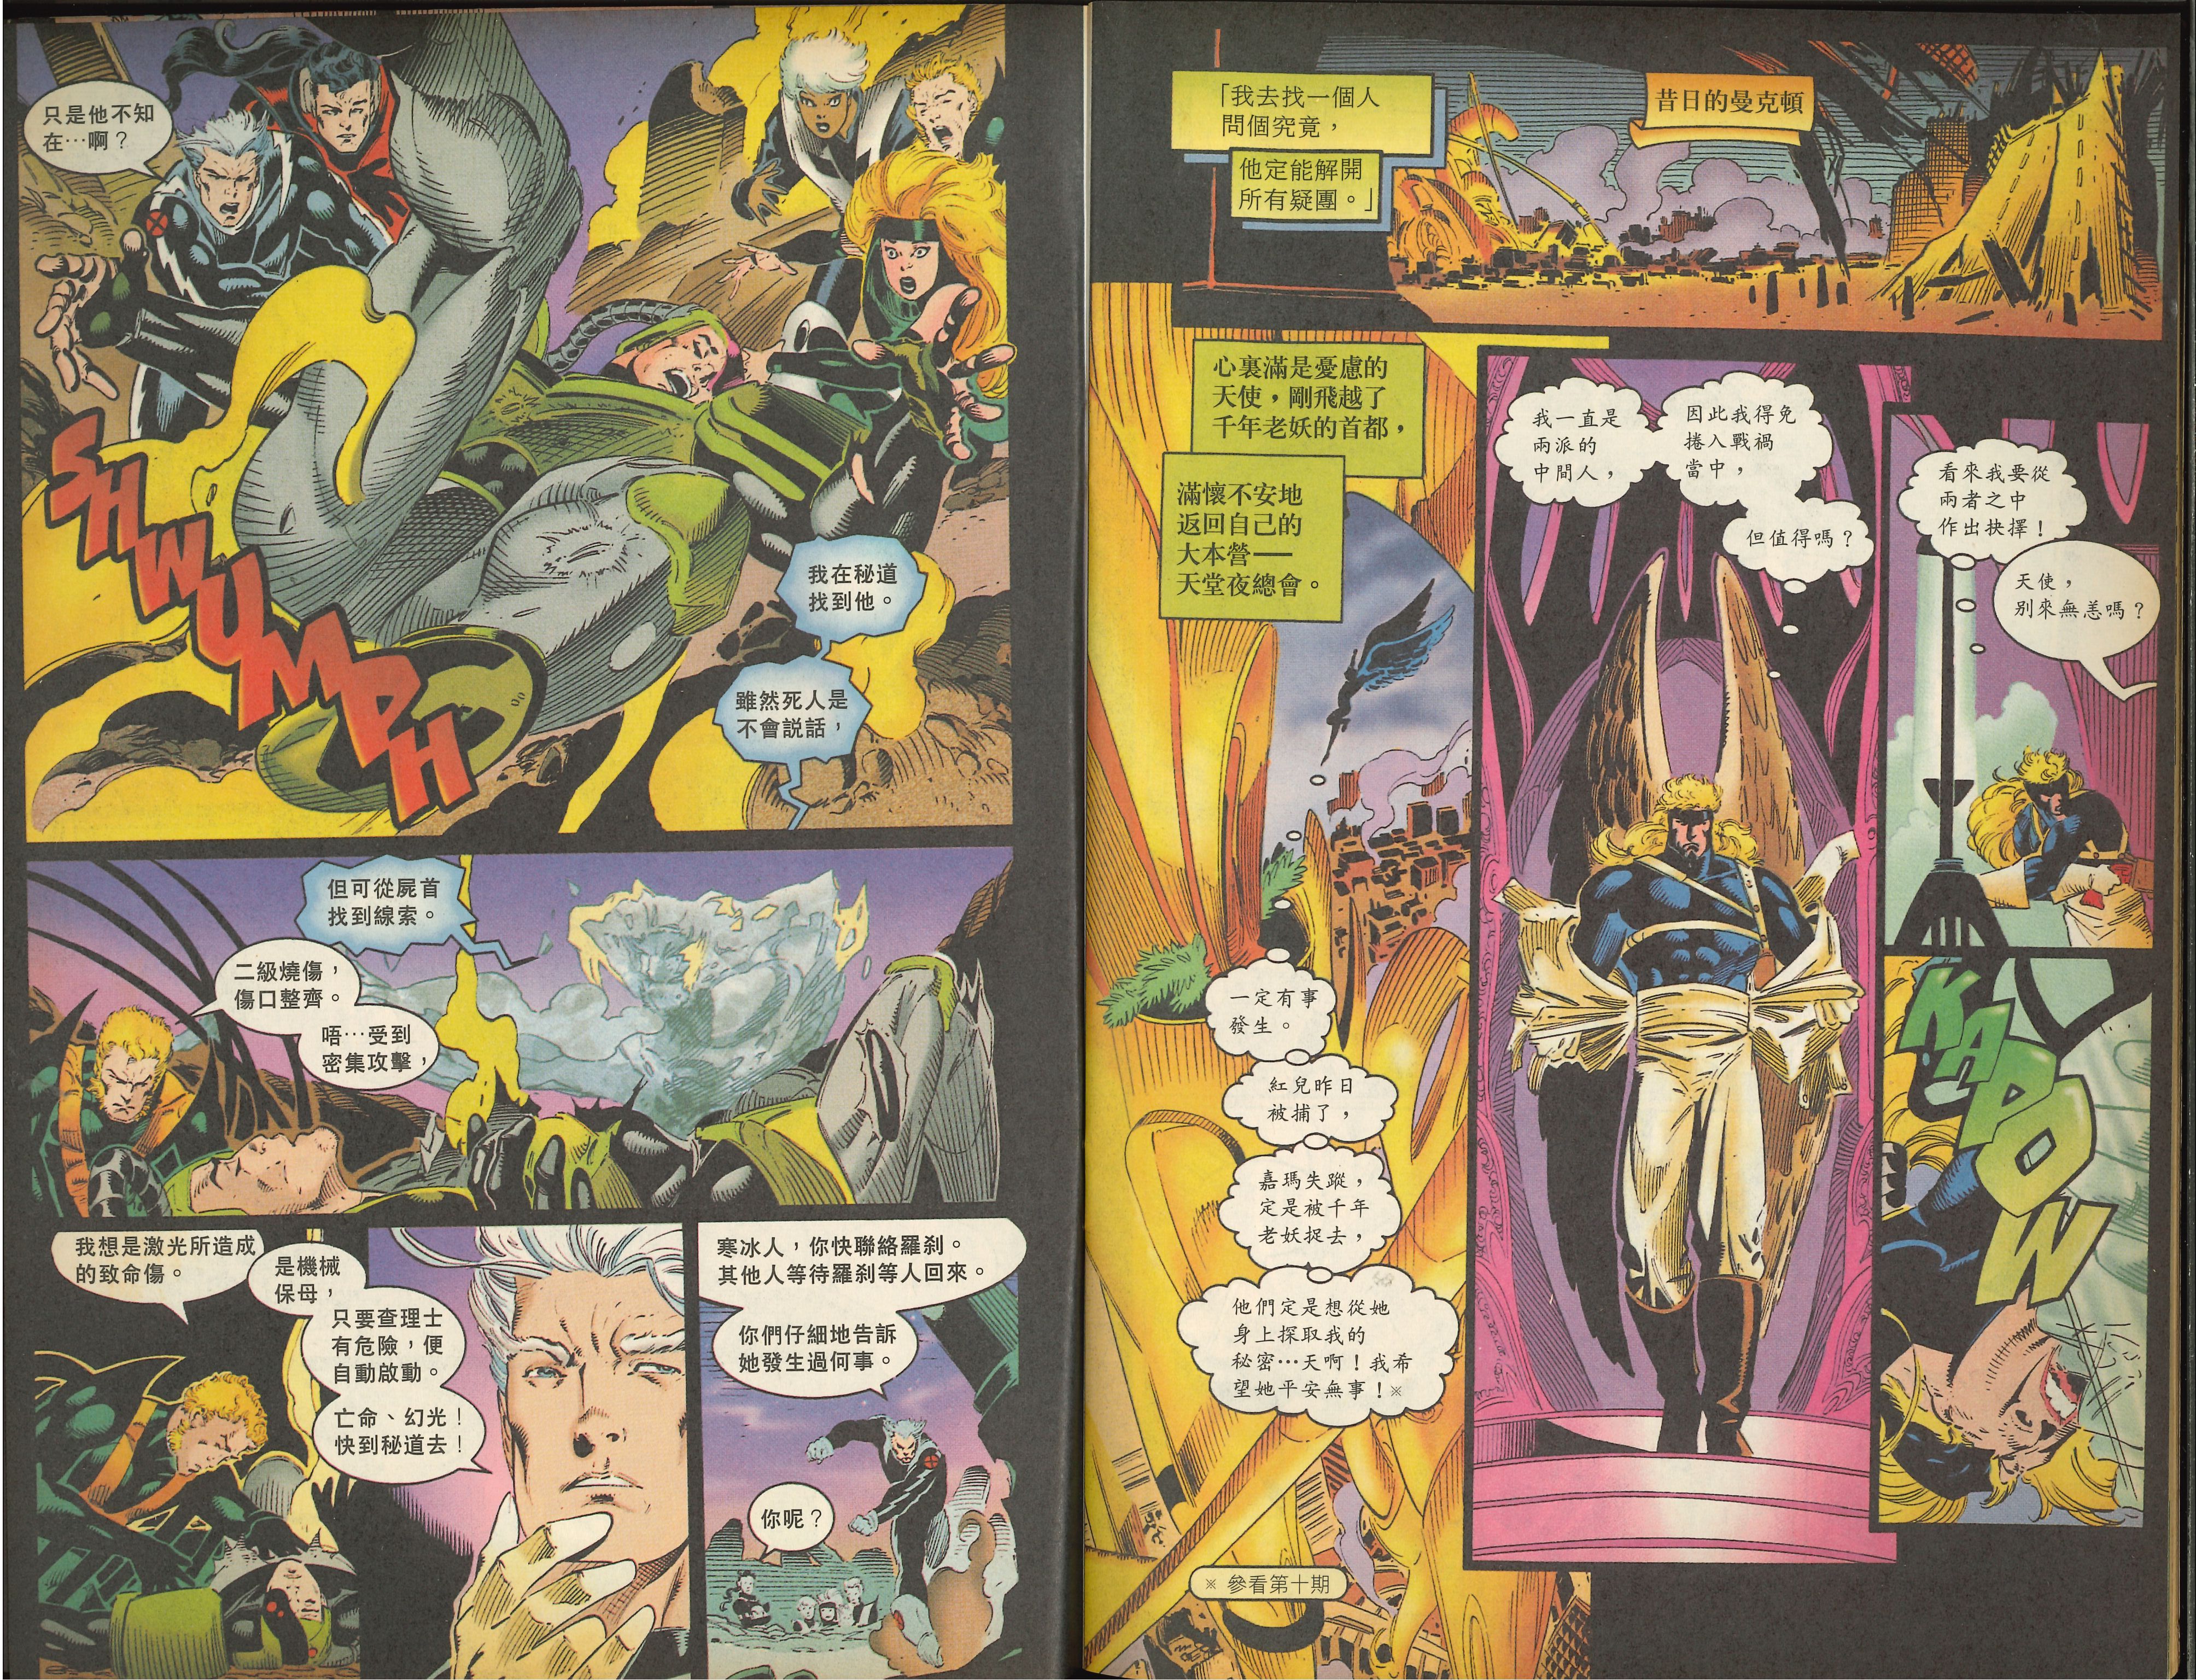 只是他不知
在…啊？
SHWUMPH
我在秘道
找到他。
雖然死人是
不會説話，
但可從屍首
找到線索。
二級燒傷，
傷口整齊。
唔…受到
密集攻擊，
我想是激光所造成
的致命傷。
是機械
保母，
只要查理士
有危險，便
自動啟動。
亡命、幻光！
快到秘道去！
寒冰人，你快聯絡羅刹。
其他人等待羅刹等人回來。
你們仔細地告訴
她發生過何事。
你呢？
「我去找一個人
問個究竟，
他定能解開
所有疑團。」
昔日的曼克頓
心裏滿是憂慮的
天使，剛飛越了
千年老妖的首都，
滿懷不安地
返回自己的
大本營——
天堂夜總會。
一定有事
發生。
紅兒昨日
被捕了，
嘉瑪失蹤，
定是被千年
老妖捉去，
他們定是想從她
身上探取我的
秘密…天啊！我希
望她平安無事！※
※ 參看第十期
我一直是
兩派的
中間人，
因此我得免
捲入戰禍
當中，
但值得嗎？
看來我要從
兩者之中
作出抉擇！
天使，
別來無恙嗎？
KAPOW